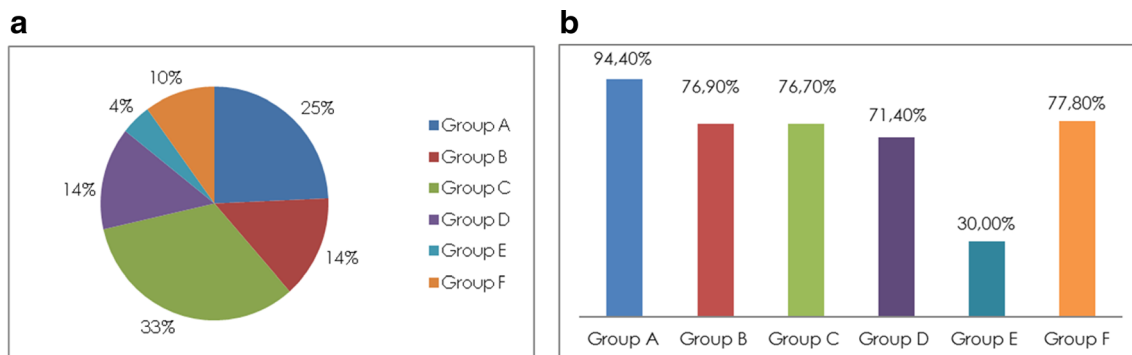 a
10%
4%
25%
14%
14%
33%
Group A
Group B
Group C
Group D
Group E
Group F
b
94,40%
76,90%
76,70%
71,40%
30,00%
77,80%
Group A
Group B
Group C
Group D
Group E
Group F